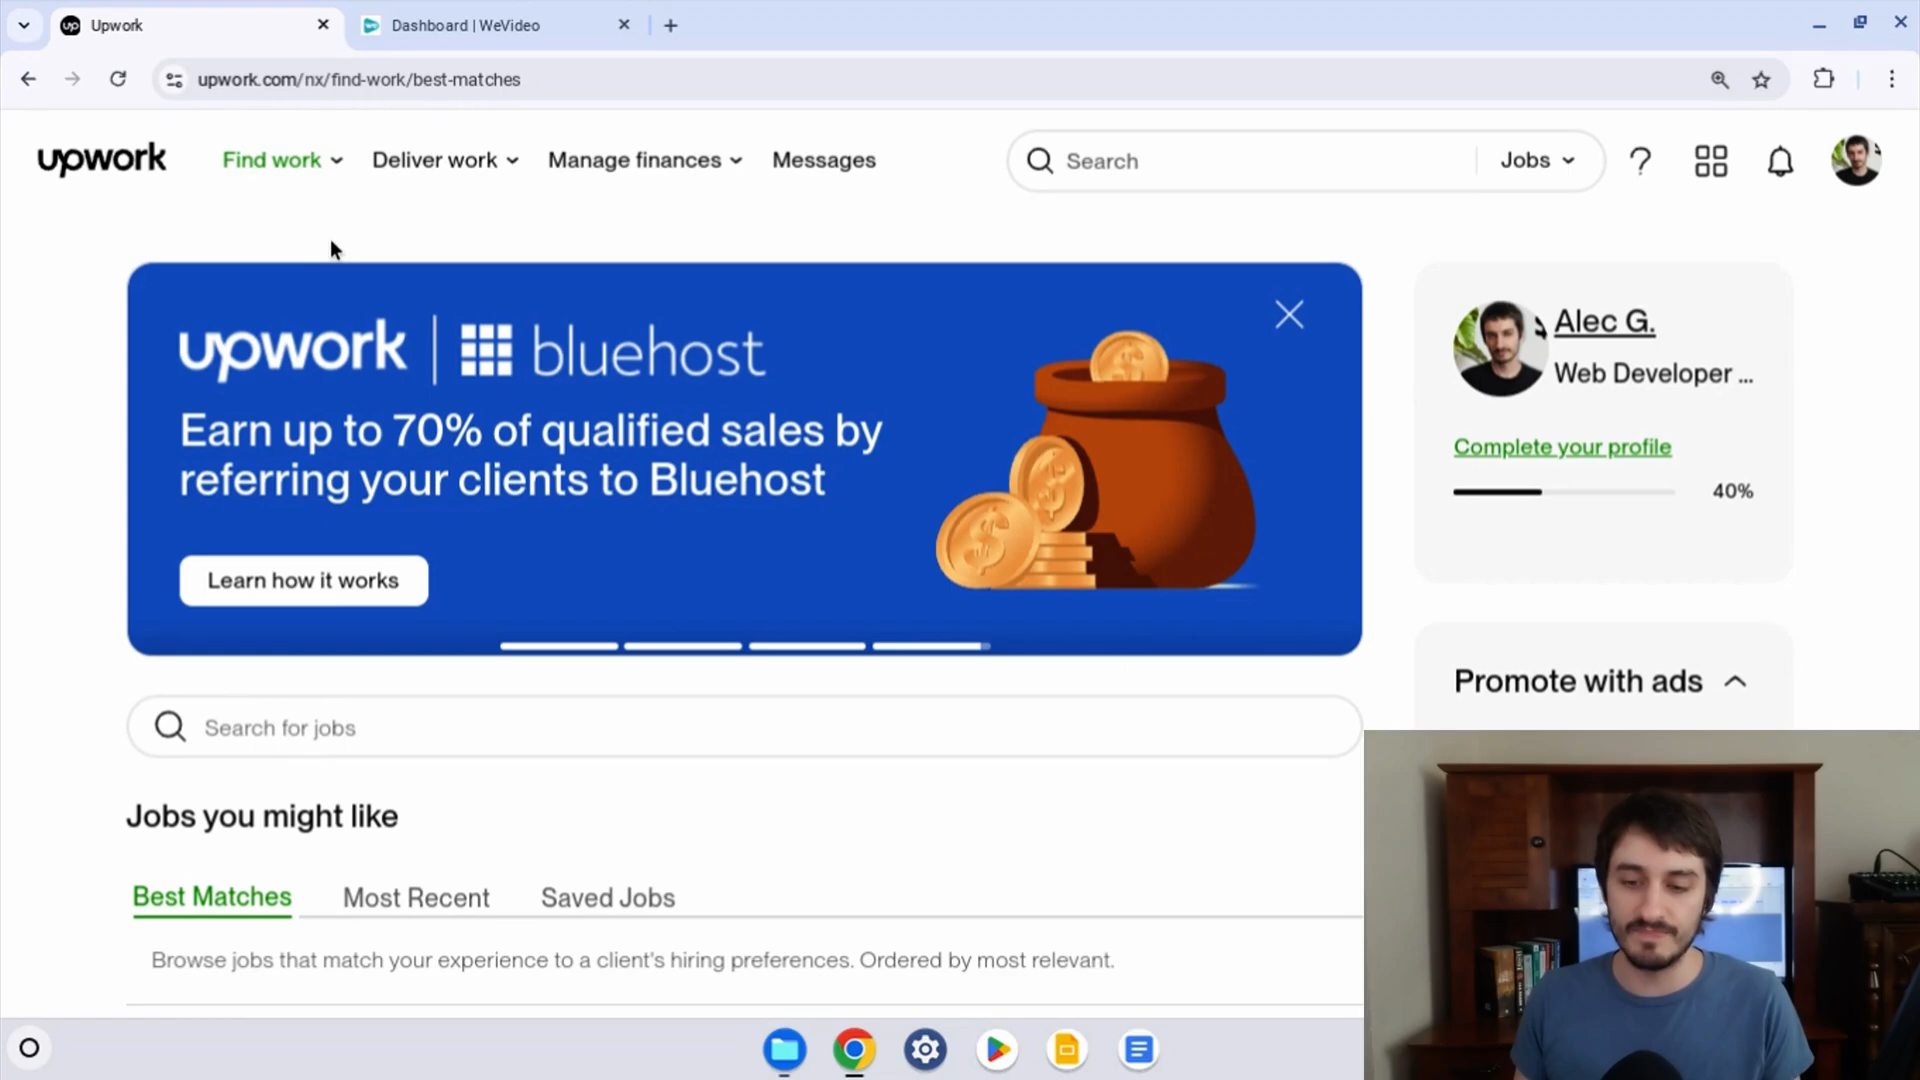 Upwork
Dashboard | WeVideo
upwork.com/nx/find-work/best-matches
upwork
Find work
Deliver work
Manage finances
Messages
Search
Jobs
upwork | bluehost
Earn up to 70% of qualified sales by
referring your clients to Bluehost
Learn how it works
Alec G.
Web Developer ...
Complete your profile
40%
Promote with ads
Search for jobs
Jobs you might like
Best Matches
Most Recent
Saved Jobs
Browse jobs that match your experience to a client's hiring preferences. Ordered by most relevant.